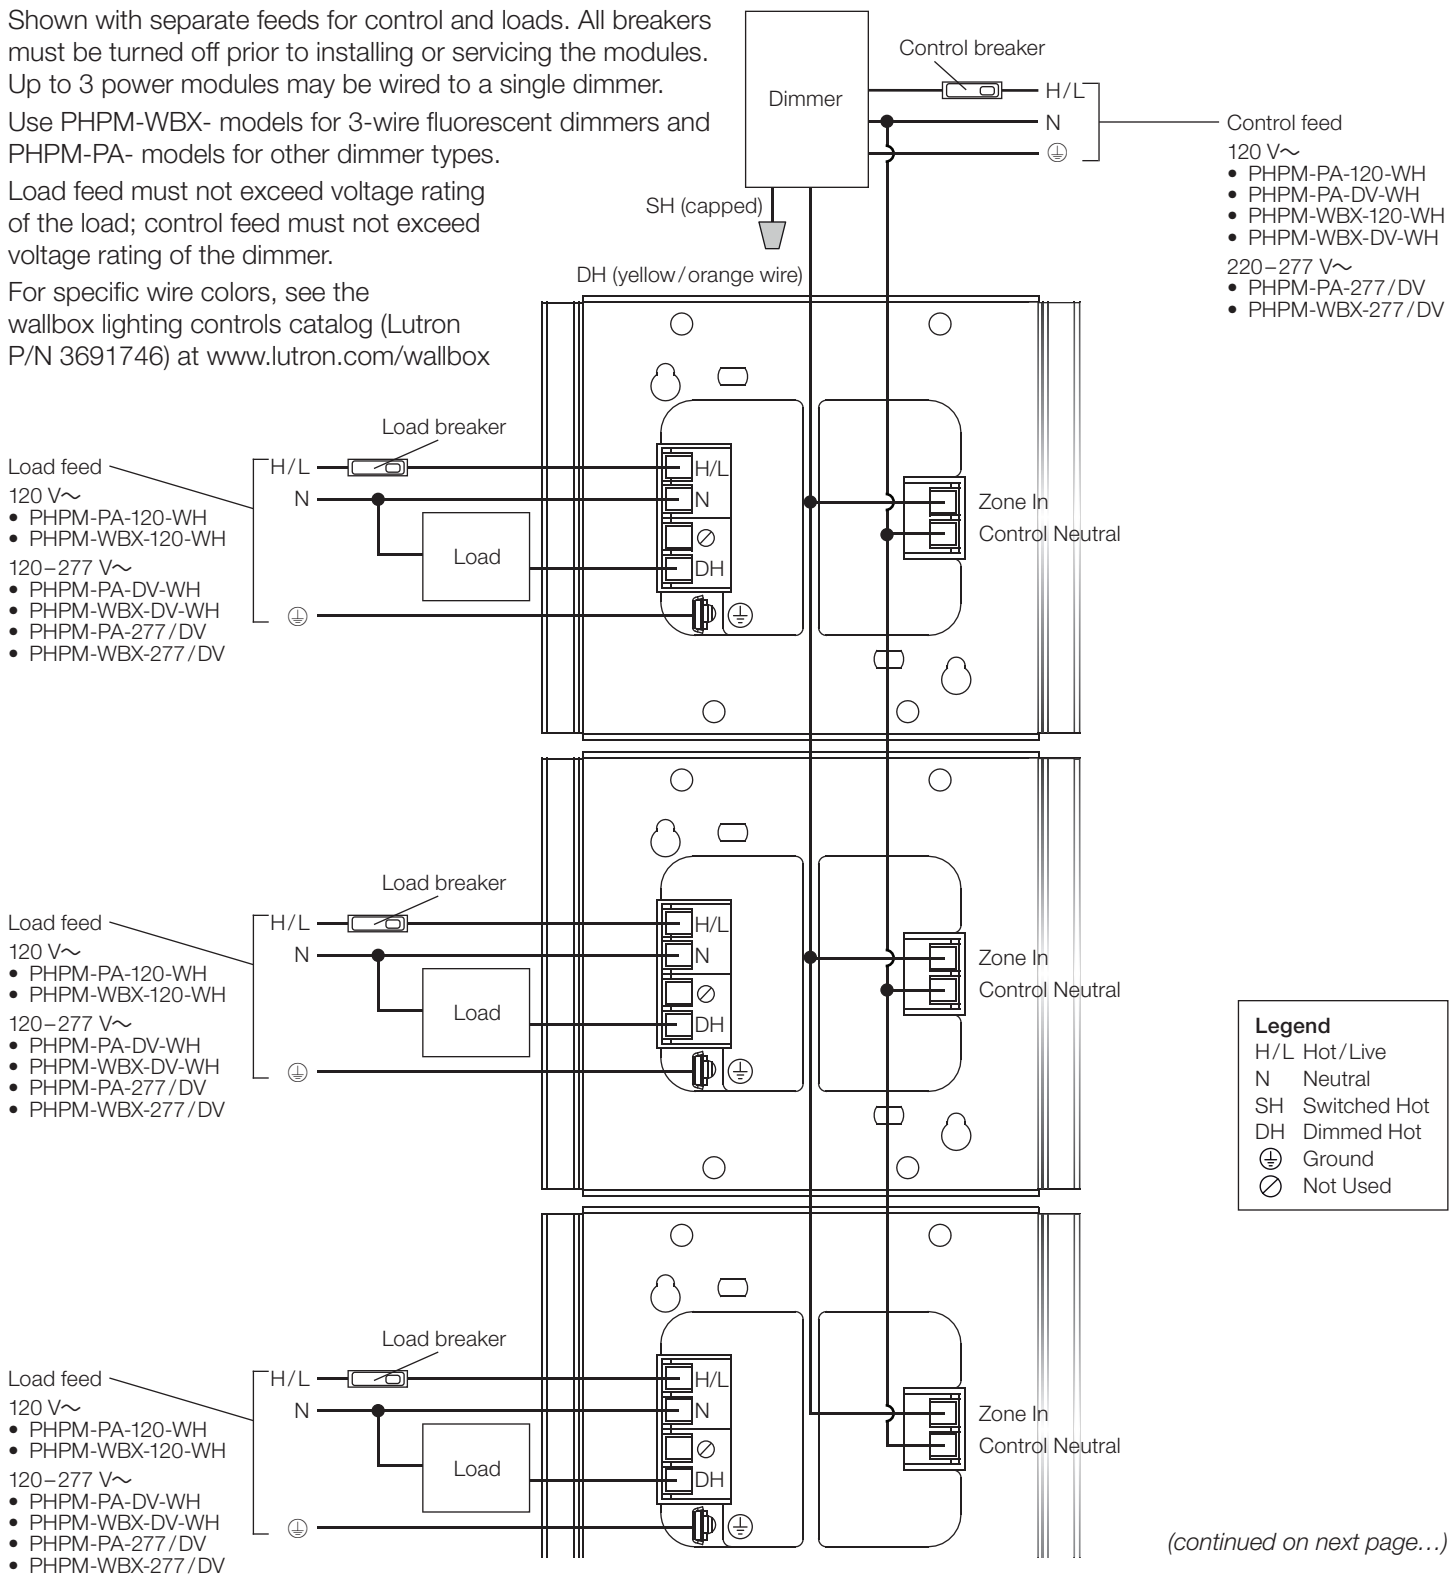 Shown with separate feeds for control and loads. All breakers
must be turned off prior to installing or servicing the modules.
Up to 3 power modules may be wired to a single dimmer.
Use PHPM-WBX- models for 3-wire fluorescent dimmers and
PHPM-PA- models for other dimmer types.
Load feed must not exceed voltage rating
of the load; control feed must not exceed
voltage rating of the dimmer.
For specific wire colors, see the
wallbox lighting controls catalog (Lutron
P/N 3691746) at www.lutron.com/wallbox
Dimmer
Control breaker
H/L
N
Control feed
120 V～
• PHPM-PA-120-WH
• PHPM-PA-DV-WH
• PHPM-WBX-120-WH
• PHPM-WBX-DV-WH
220–277 V～
• PHPM-PA-277/DV
• PHPM-WBX-277/DV
SH (capped)
DH (yellow/orange wire)
Load breaker
Load feed
120 V～
• PHPM-PA-120-WH
• PHPM-WBX-120-WH
120–277 V～
• PHPM-PA-DV-WH
• PHPM-WBX-DV-WH
• PHPM-PA-277/DV
• PHPM-WBX-277/DV
H/L
N
Load
H/L
N
DH
Zone In
Control Neutral
Load breaker
Load feed
120 V～
• PHPM-PA-120-WH
• PHPM-WBX-120-WH
120–277 V～
• PHPM-PA-DV-WH
• PHPM-WBX-DV-WH
• PHPM-PA-277/DV
• PHPM-WBX-277/DV
H/L
N
Load
H/L
N
DH
Zone In
Control Neutral
Legend
H/L Hot/Live
N Neutral
SH Switched Hot
DH Dimmed Hot
Ground
Not Used
Load breaker
Load feed
120 V～
• PHPM-PA-120-WH
• PHPM-WBX-120-WH
120–277 V～
• PHPM-PA-DV-WH
• PHPM-WBX-DV-WH
• PHPM-PA-277/DV
• PHPM-WBX-277/DV
H/L
N
Load
H/L
N
DH
Zone In
Control Neutral
(continued on next page…)